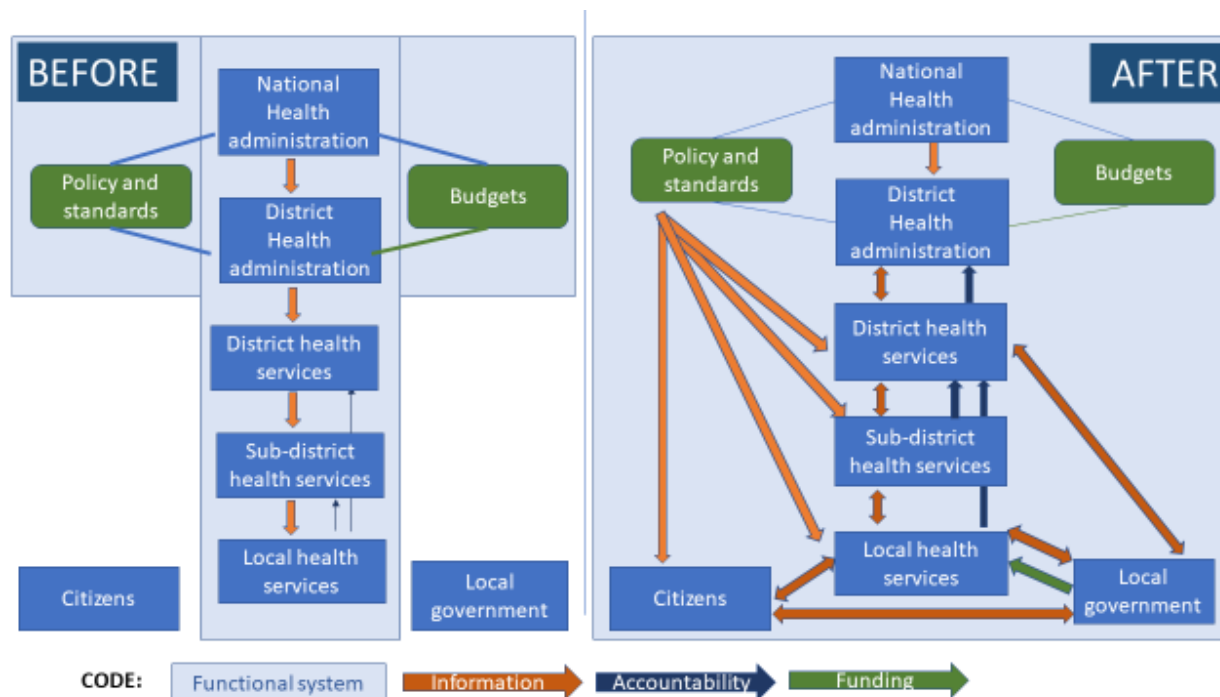 BEFORE
National
Health
administration
Policy and
standards
Budgets
District
Health
administration
District health
services
Sub-district
health services
Local health
services
Citizens
Local
government
AFTER
National
Health
administration
Policy and
standards
Budgets
District
Health
administration
District health
services
Sub-district
health services
Local health
services
Citizens
Local
government
CODE:
Functional system
Information
Accountability
Funding